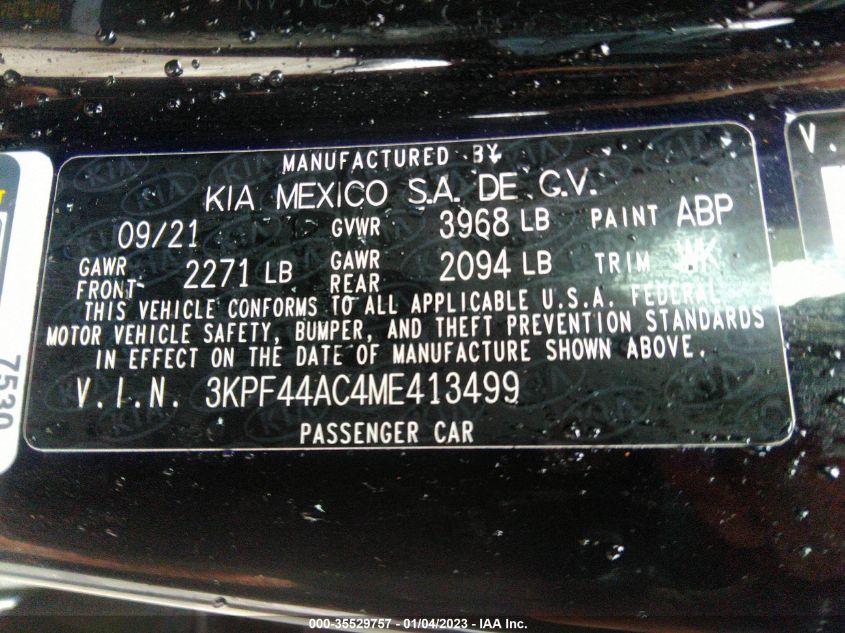 MANUFACTURED BY
KIA MEXICO S.A. DE C.V.
09/21 GVWR 3968 LB PAINT ABP
GAWR FRONT 2271 LB GAWR REAR 2094 LB TRIM WK
THIS VEHICLE CONFORMS TO ALL APPLICABLE U.S.A. FEDERAL
MOTOR VEHICLE SAFETY, BUMPER, AND THEFT PREVENTION STANDARDS
IN EFFECT ON THE DATE OF MANUFACTURE SHOWN ABOVE.
V.I.N. 3KPF44AC4ME413499
PASSENGER CAR
7530
V.
000-35529757 - 01/04/2023 - IAA Inc.